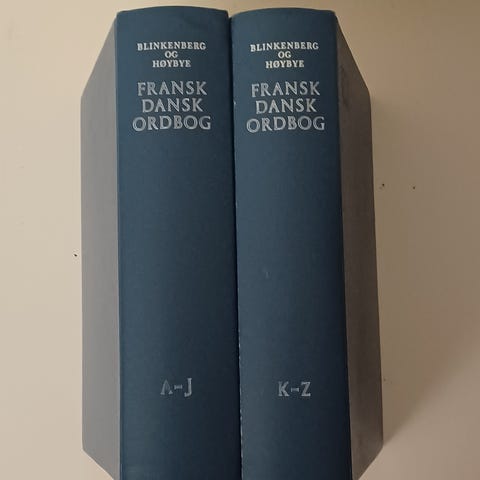 BLINKENBERG
OG
HØYBYE
FRANSK
DANSK
ORDBOG
A-J
BLINKENBERG
OG
HØYBYE
FRANSK
DANSK
ORDBOG
K-Z